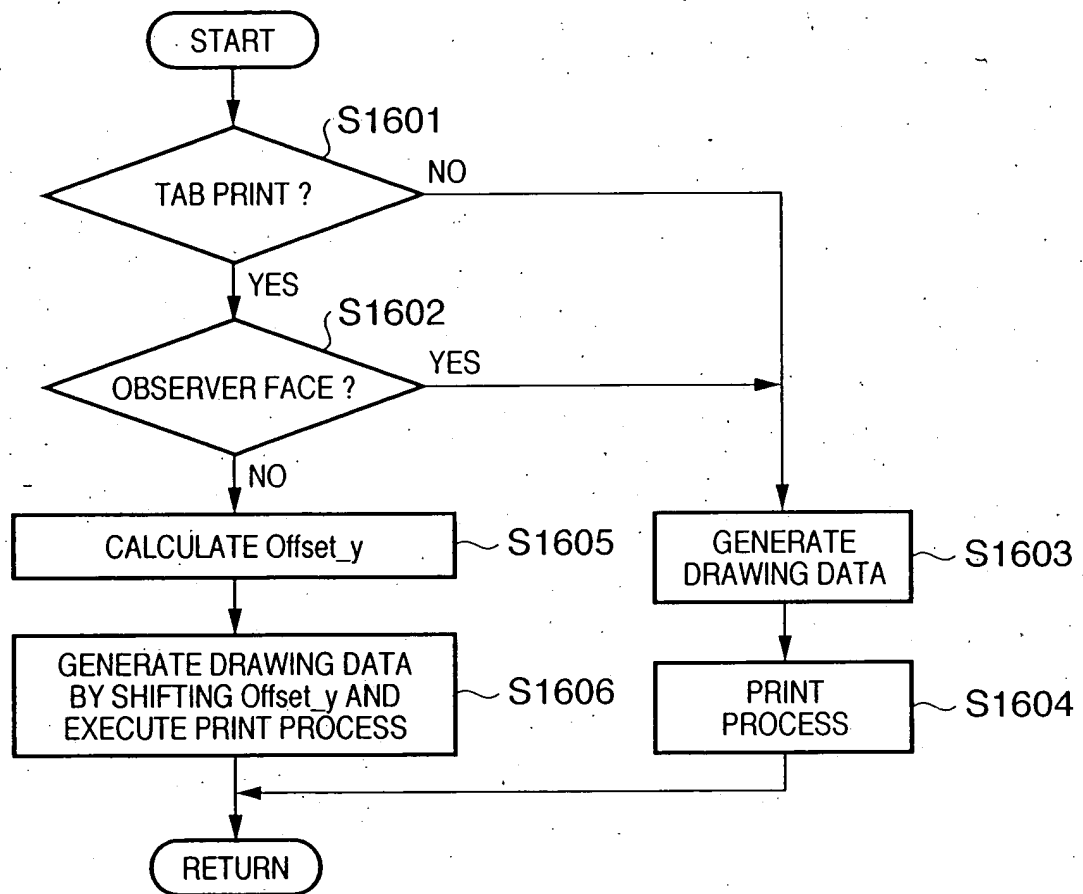 START
S1601
TAB PRINT ?
NO
YES
S1602
OBSERVER FACE ?
YES
NO
CALCULATE Offset_y
S1605
GENERATE
DRAWING DATA
S1603
GENERATE DRAWING DATA
BY SHIFTING Offset_y AND
EXECUTE PRINT PROCESS
S1606
PRINT
PROCESS
S1604
RETURN